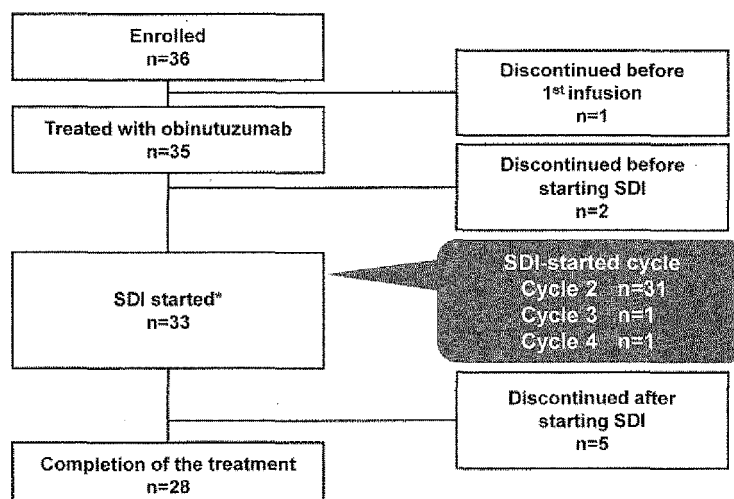 Enrolled
n=36
Discontinued before
1st infusion
n=1
Treated with obinutuzumab
n=35
Discontinued before
starting SDI
n=2
SDI started*
n=33
SDI-started cycle
Cycle 2 n=31
Cycle 3 n=1
Cycle 4 n=1
Discontinued after
starting SDI
n=5
Completion of the treatment
n=28